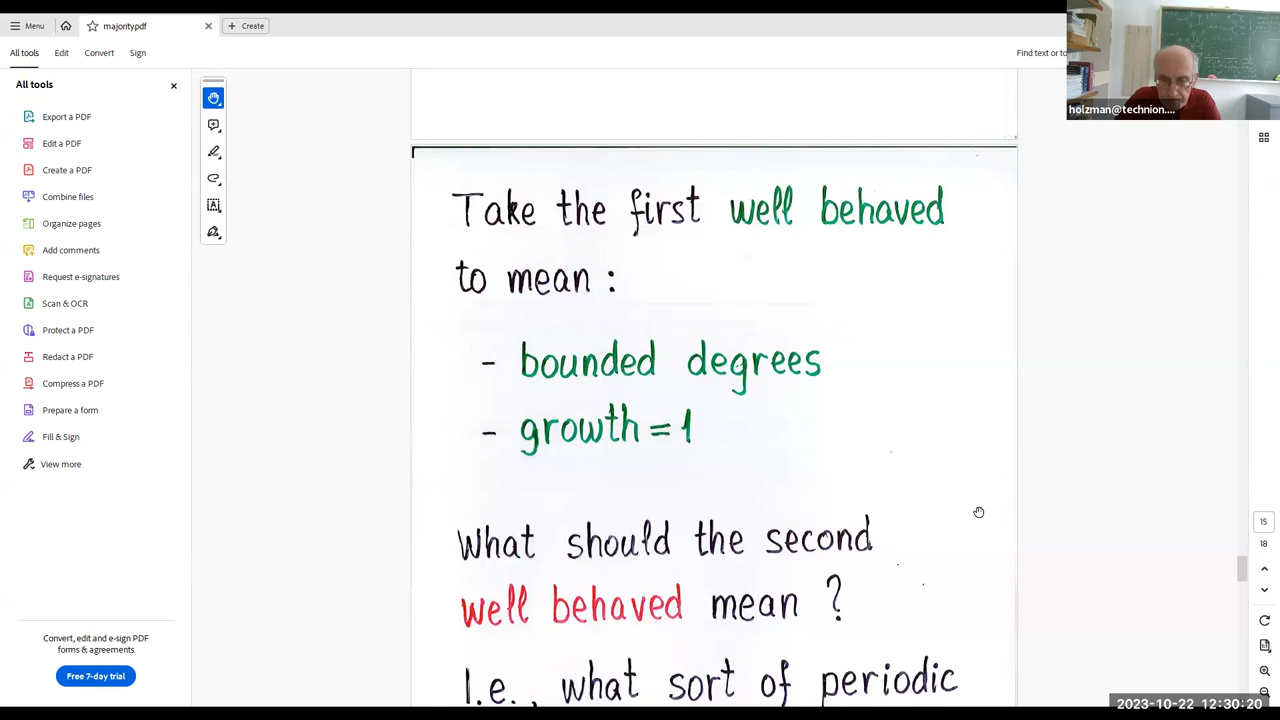 Menu
majority.pdf
Create
All tools
Edit
Convert
Sign
Find text or to
All tools
Export a PDF
Edit a PDF
Create a PDF
Combine files
Organize pages
Add comments
Request e-signatures
Scan & OCR
Protect a PDF
Redact a PDF
Compress a PDF
Prepare a form
Fill & Sign
View more
Convert, edit and e-sign PDF
forms & agreements.
Free 7-day trial
Take the first well behaved
to mean :
- bounded degrees
- growth = 1
What should the second
well behaved mean ?
I.e., what sort of periodic
holzman@technion....
15
18
2023-10-22 12:30:20